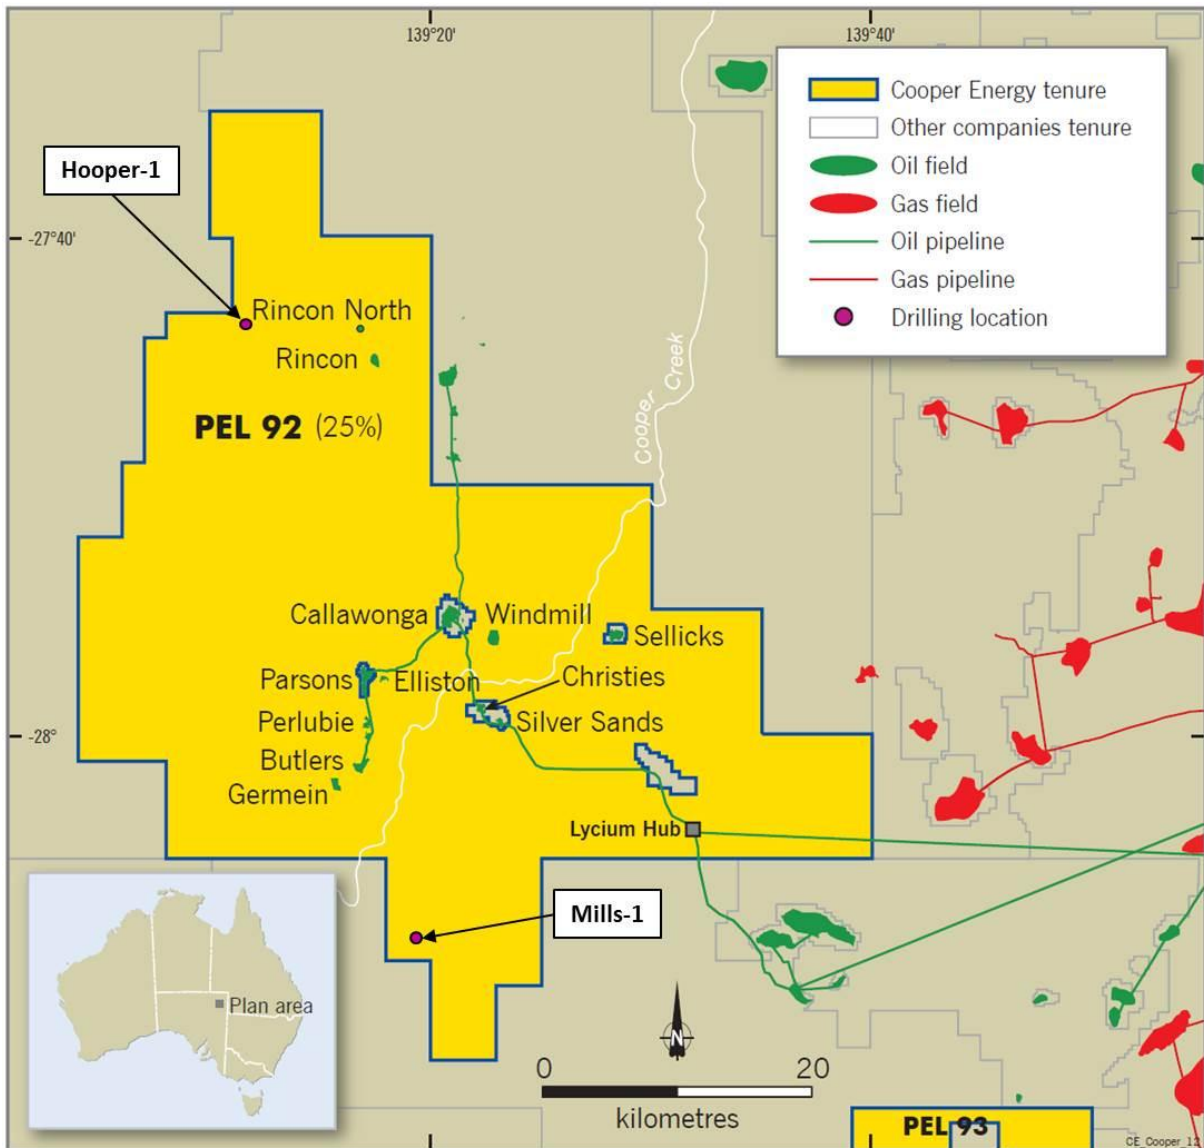 139°20'
139°40'
Cooper Energy tenure
Other companies tenure
Oil field
Gas field
Oil pipeline
Gas pipeline
Drilling location
Hooper-1
-27°40'
Rincon North
Rincon
PEL 92 (25%)
Cooper Creek
Callawonga
Windmill
Sellicks
Parsons
Elliston
Christies
Perlubie
Silver Sands
-28°
Butlers
Germein
Lycium Hub
Mills-1
Plan area
N
0 20
kilometres
PEL 93